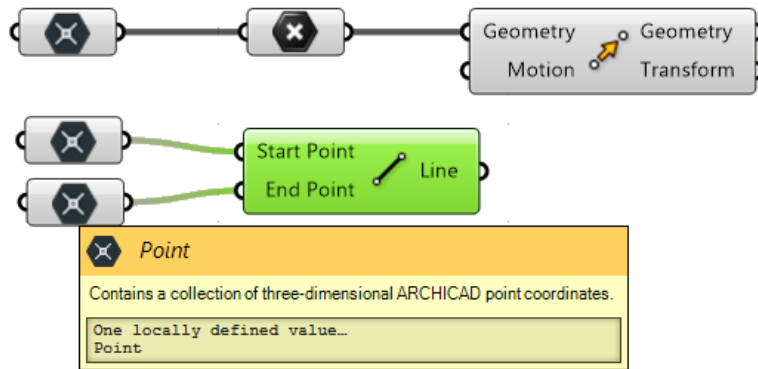 Geometry
Geometry
Motion
Transform
Start Point
Line
End Point
Point
Contains a collection of three-dimensional ARCHICAD point coordinates.
One locally defined value…
Point